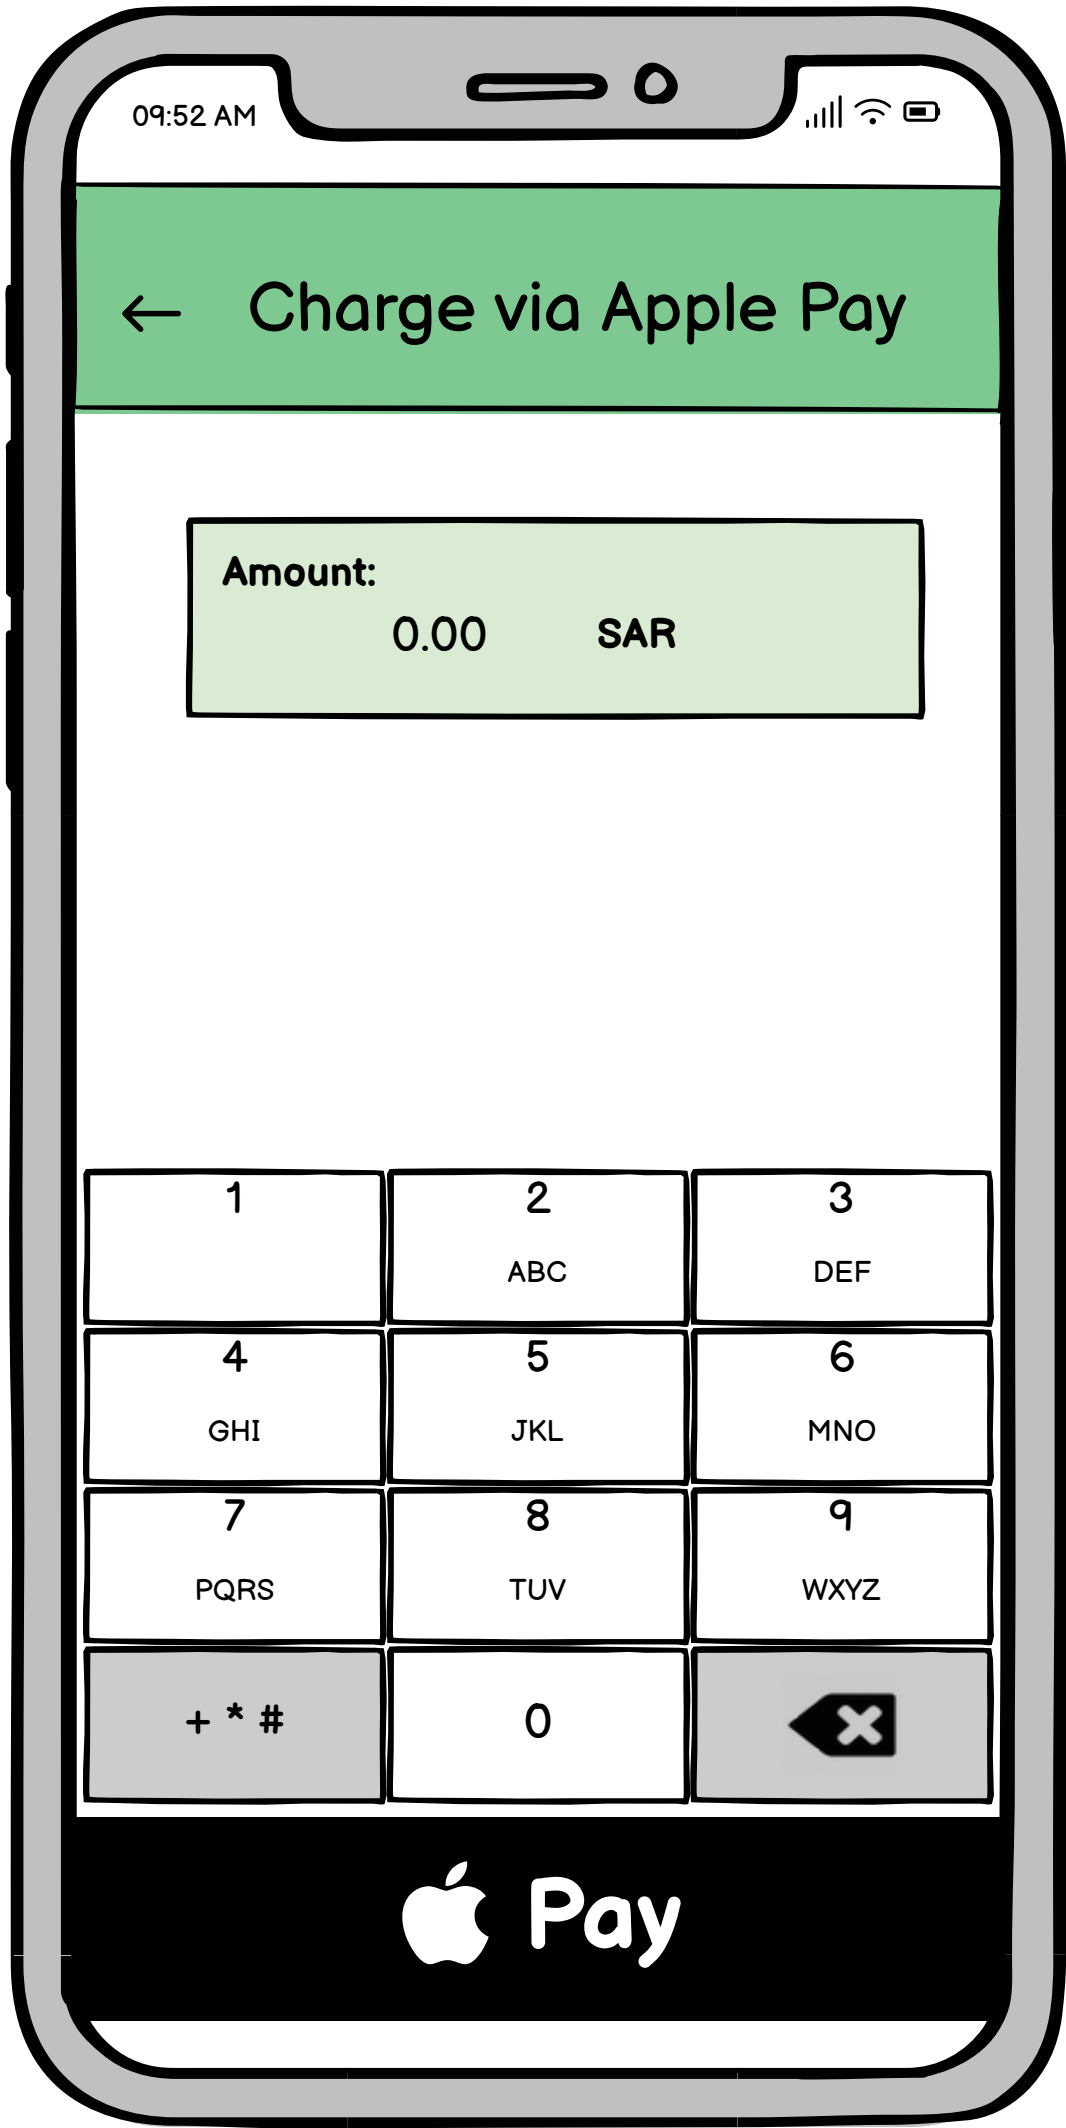 09:52 AM
Charge via Apple Pay
Amount:
0.00 SAR
1 2 3
ABC DEF
4 5 6
GHI JKL MNO
7 8 9
PQRS TUV WXYZ
+ * # 0
Pay